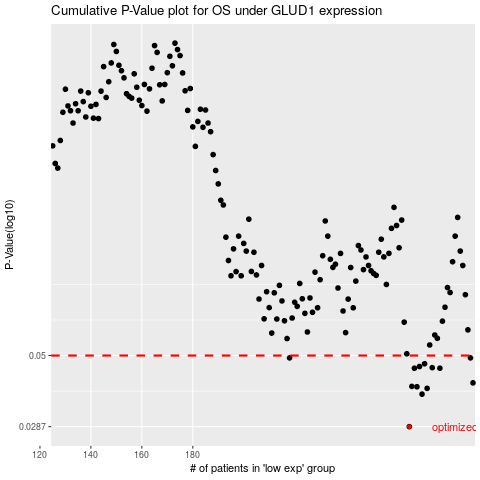 Cumulative P-Value plot for OS under GLUD1 expression
P-Value(log10)
0.05
0.0287
optimized
120 140 160 180
# of patients in 'low exp' group